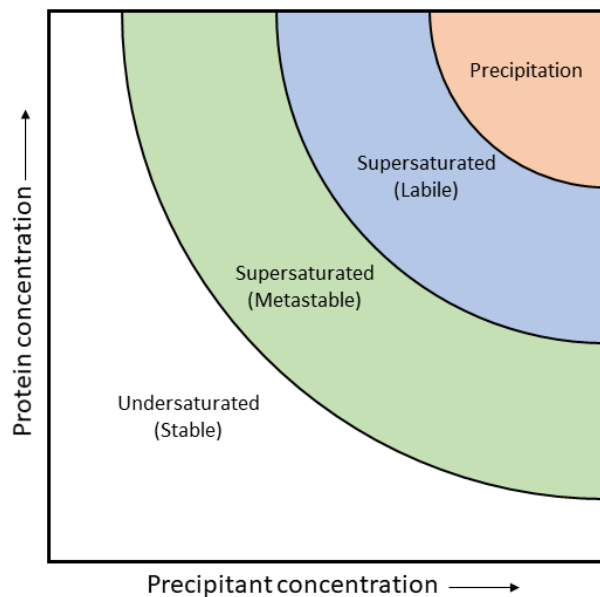 Precipitation
Supersaturated
(Labile)
Supersaturated
(Metastable)
Undersaturated
(Stable)
Protein concentration
Precipitant concentration